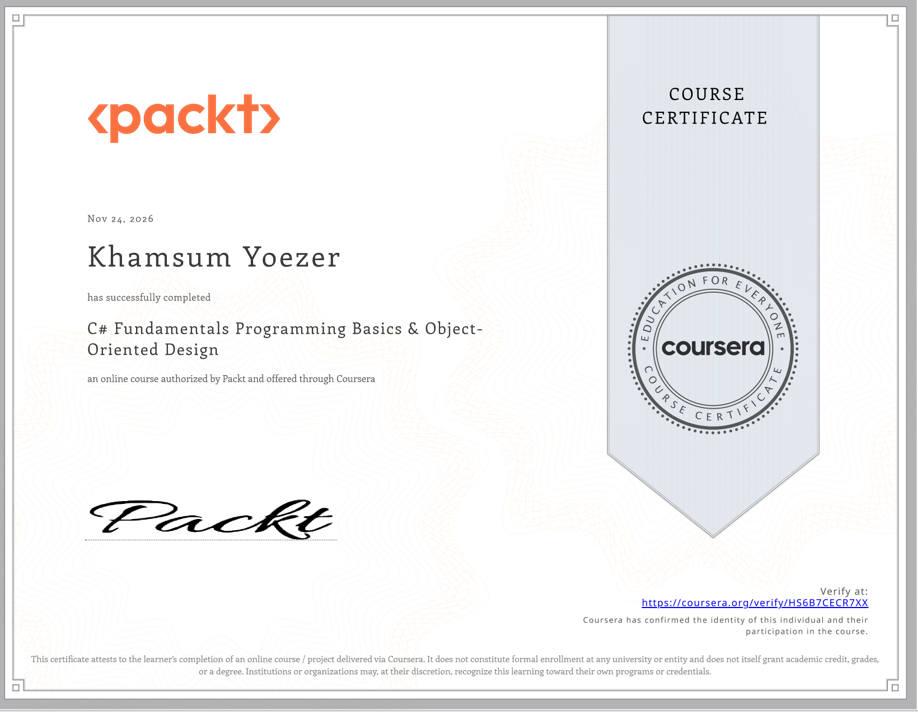 <packt>
COURSE
CERTIFICATE
Nov 24, 2026
Khamsum Yoezer
has successfully completed
C# Fundamentals Programming Basics & Object-
Oriented Design
an online course authorized by Packt and offered through Coursera
EDUCATION FOR EVERYONE
coursera
COURSE CERTIFICATE
Packt
Verify at:
https://coursera.org/verify/HS6B7CECR7XX
Coursera has confirmed the identity of this individual and their
participation in the course.
This certificate attests to the learner's completion of an online course / project delivered via Coursera. It does not constitute formal enrollment at any university or entity and does not itself grant academic credit, grades,
or a degree. Institutions or organizations may, at their discretion, recognize this learning toward their own programs or credentials.